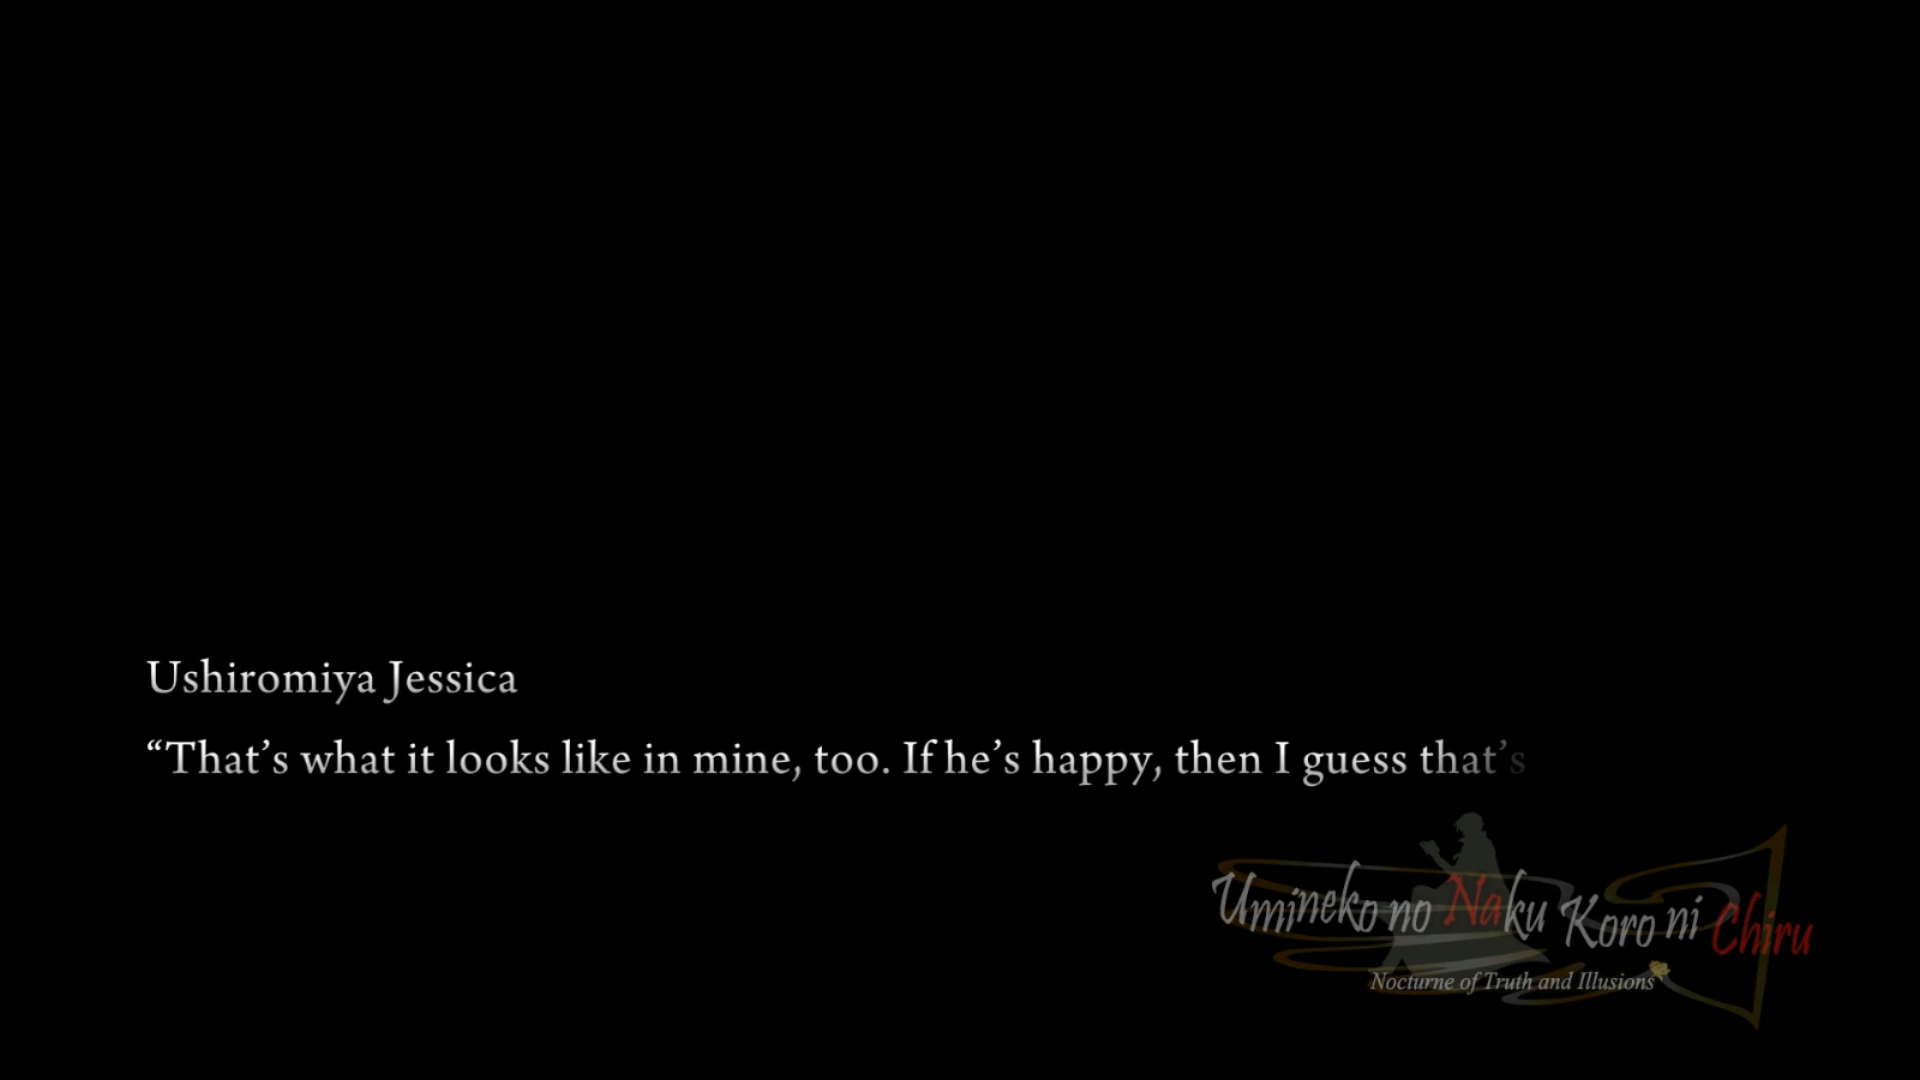 Ushiromiya Jessica
“That’s what it looks like in mine, too. If he’s happy, then I guess that’s
Umineko no Naku Koro ni Chiru
Nocturne of Truth and Illusions